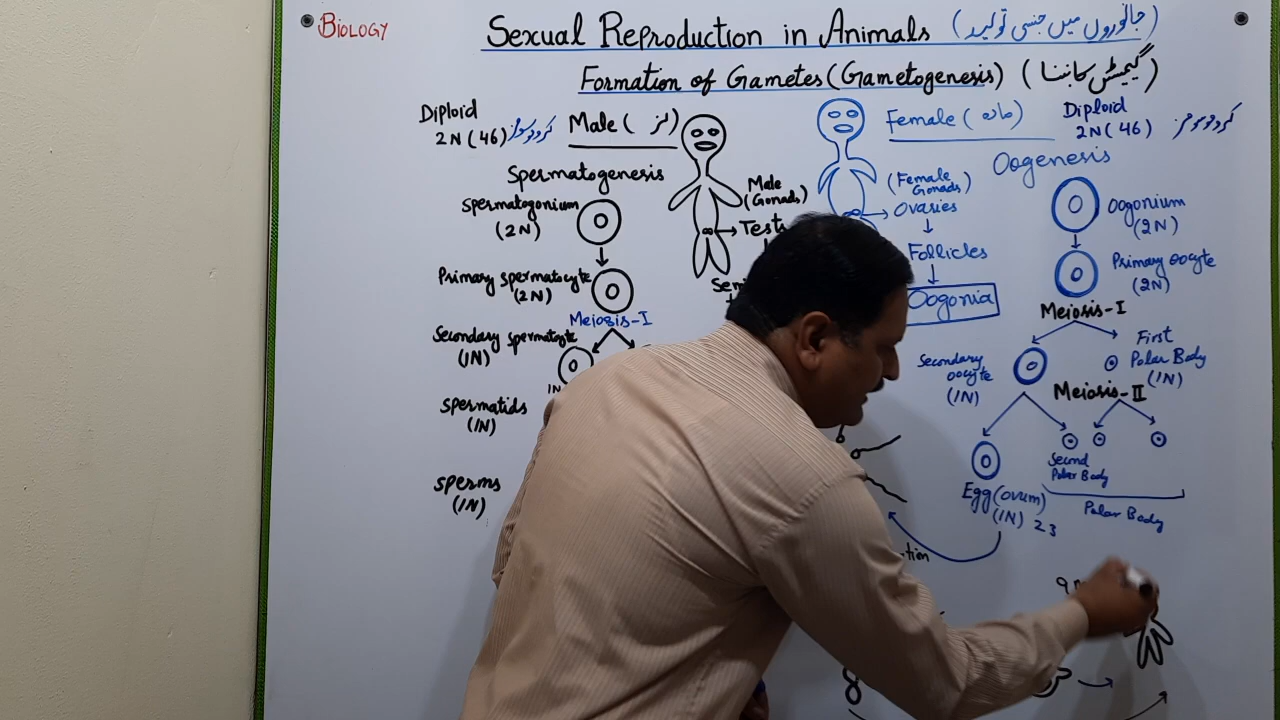 BIOLOGY
Sexual Reproduction in Animals (جانوروں میں جنسی تولید)
Formation of Gametes (Gametogenesis) (گیمیٹس کا بننا)
Diploid
2N (46) کروموسومز
Male (نر)
Spermatogenesis
Spermatogonium
(2N)
Primary spermatocyte
(2N)
Meiosis-I
Secondary spermatocyte
(1N)
Spermatids
(1N)
Sperms
(1N)
Male
(Gonads)
Female (مادہ)
Diploid
2N (46) کروموسومز
(Female
Gonads)
Ovaries
Follicles
Oogonia
Oogenesis
Oogonium
(2N)
Primary oocyte
(2N)
Meiosis-I
Secondary
oocyte
(1N)
First
Polar Body
(1N)
Meiosis-II
Second
Polar Body
Egg (ovum)
(1N) 23
Polar Body